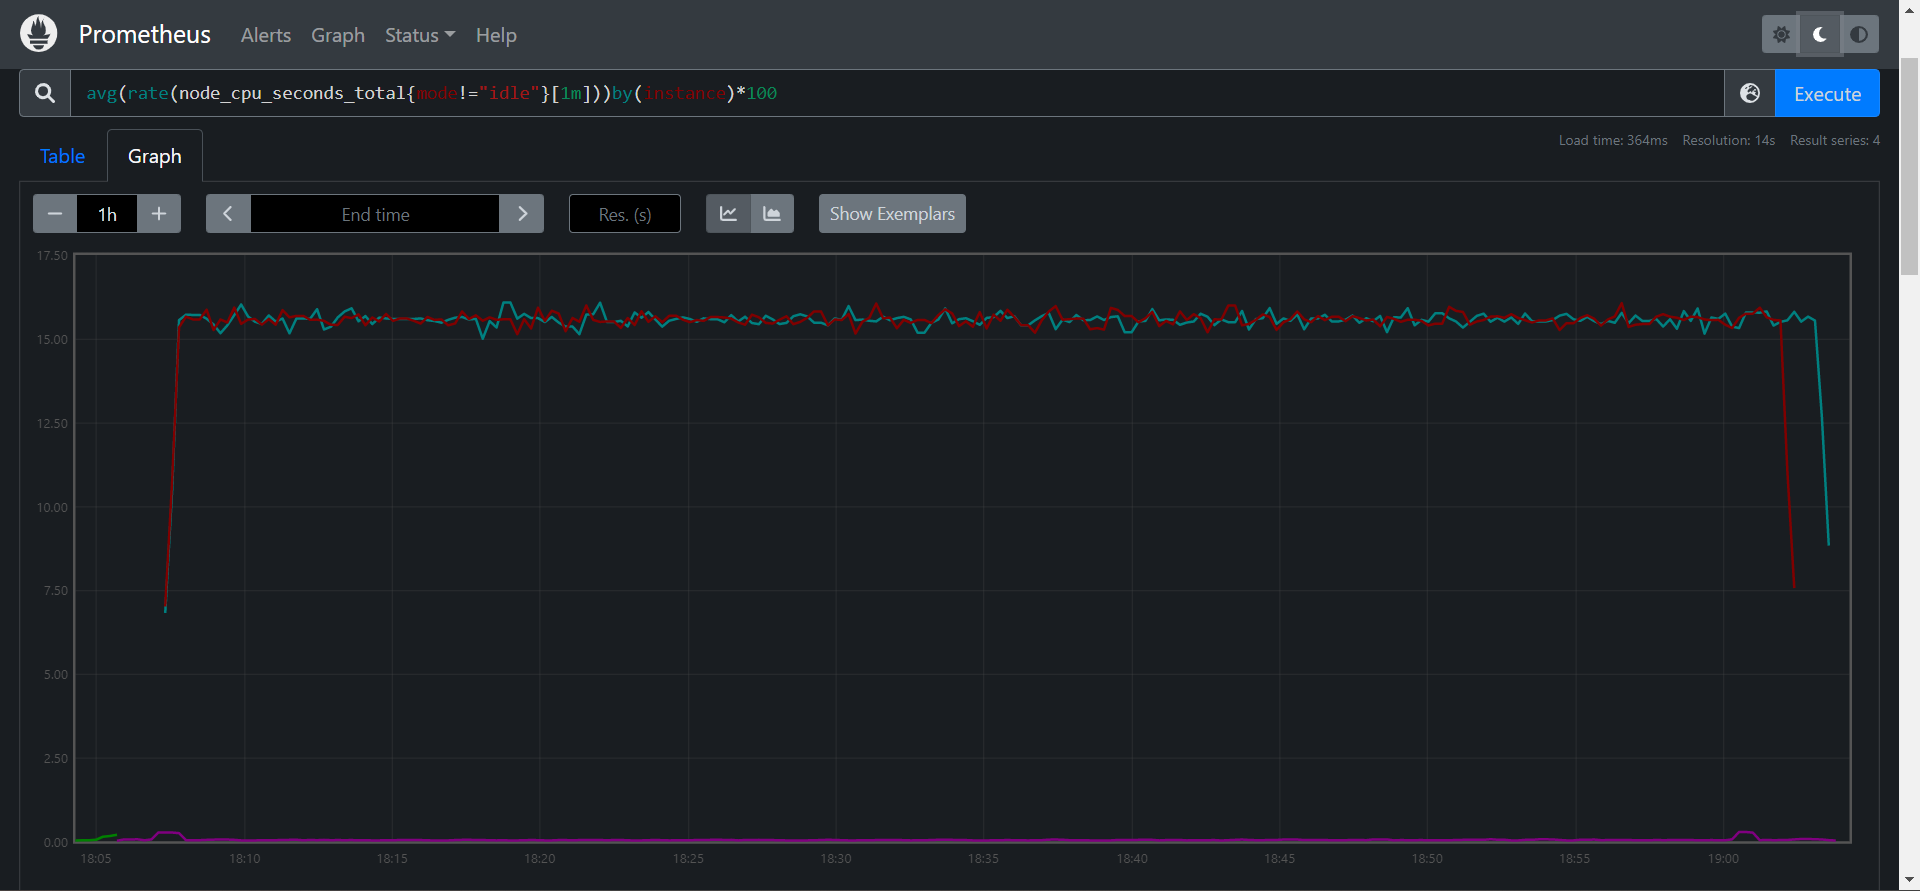 Prometheus Alerts Graph Status Help
avg(rate(node_cpu_seconds_total{mode!="idle"}[1m]))by(instance)*100
Execute
Table Graph
Load time: 364ms Resolution: 14s Result series: 4
1h End time Res. (s) Show Exemplars
17.50
15.00
12.50
10.00
7.50
5.00
2.50
0.00
18:05 18:10 18:15 18:20 18:25 18:30 18:35 18:40 18:45 18:50 18:55 19:00